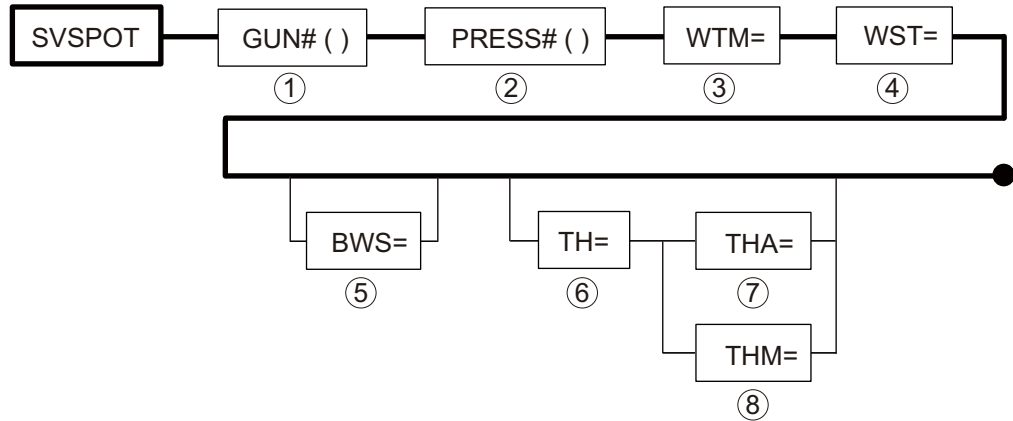 SVSPOT GUN# ( ) PRESS# ( ) WTM= WST=
① ② ③ ④
BWS= TH= THA=
⑤ ⑥ ⑦
THM=
⑧